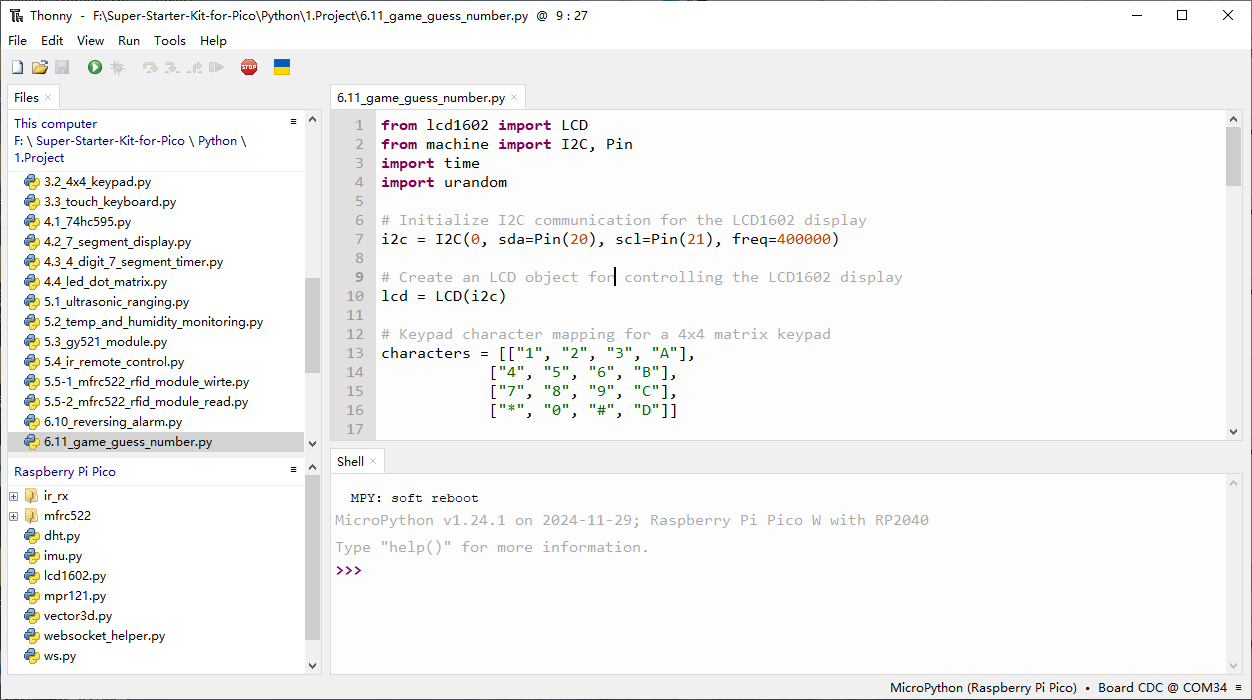 Thonny - F:\Super-Starter-Kit-for-Pico\Python\1.Project\6.11_game_guess_number.py @ 9 : 27
File Edit View Run Tools Help
STOP
Files ×
This computer
F: \ Super-Starter-Kit-for-Pico \ Python \
1.Project
3.2_4x4_keypad.py
3.3_touch_keyboard.py
4.1_74hc595.py
4.2_7_segment_display.py
4.3_4_digit_7_segment_timer.py
4.4_led_dot_matrix.py
5.1_ultrasonic_ranging.py
5.2_temp_and_humidity_monitoring.py
5.3_gy521_module.py
5.4_ir_remote_control.py
5.5-1_mfrc522_rfid_module_wirte.py
5.5-2_mfrc522_rfid_module_read.py
6.10_reversing_alarm.py
6.11_game_guess_number.py
Raspberry Pi Pico
ir_rx
mfrc522
dht.py
imu.py
lcd1602.py
mpr121.py
vector3d.py
websocket_helper.py
ws.py
6.11_game_guess_number.py ×
1 from lcd1602 import LCD
2 from machine import I2C, Pin
3 import time
4 import urandom
5
6 # Initialize I2C communication for the LCD1602 display
7 i2c = I2C(0, sda=Pin(20), scl=Pin(21), freq=400000)
8
9 # Create an LCD object for controlling the LCD1602 display
10 lcd = LCD(i2c)
11
12 # Keypad character mapping for a 4x4 matrix keypad
13 characters = [["1", "2", "3", "A"],
14 ["4", "5", "6", "B"],
15 ["7", "8", "9", "C"],
16 ["*", "0", "#", "D"]]
17
Shell ×
MPY: soft reboot
MicroPython v1.24.1 on 2024-11-29; Raspberry Pi Pico W with RP2040
Type "help()" for more information.
>>>
MicroPython (Raspberry Pi Pico) • Board CDC @ COM34 ≡